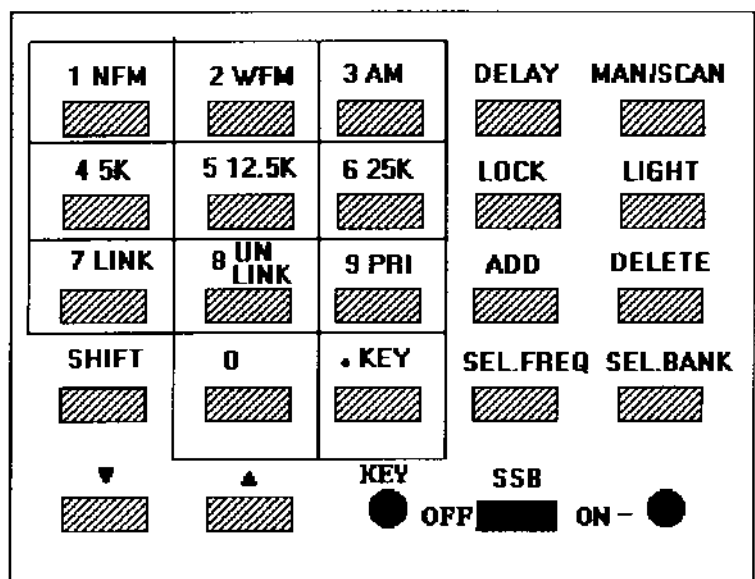 1 NFM 2 WFM 3 AM DELAY MAN/SCAN
4 5K 5 12.5K 6 25K LOCK LIGHT
7 LINK 8 UN LINK 9 PRI ADD DELETE
SHIFT 0 . KEY SEL.FREQ SEL.BANK
▼ ▲ KEY SSB
OFF ON –